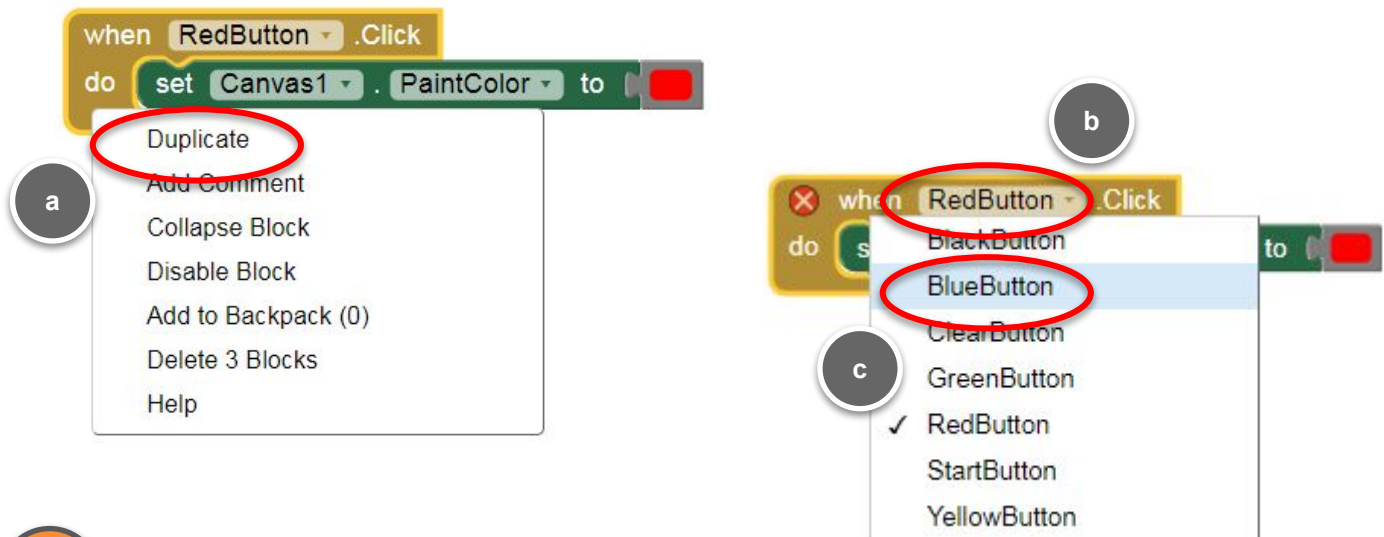 when RedButton .Click
do set Canvas1 . PaintColor to
a
Duplicate
Add Comment
Collapse Block
Disable Block
Add to Backpack (0)
Delete 3 Blocks
Help
b
when RedButton .Click
do s to
c
BlackButton
BlueButton
ClearButton
GreenButton
✓ RedButton
StartButton
YellowButton